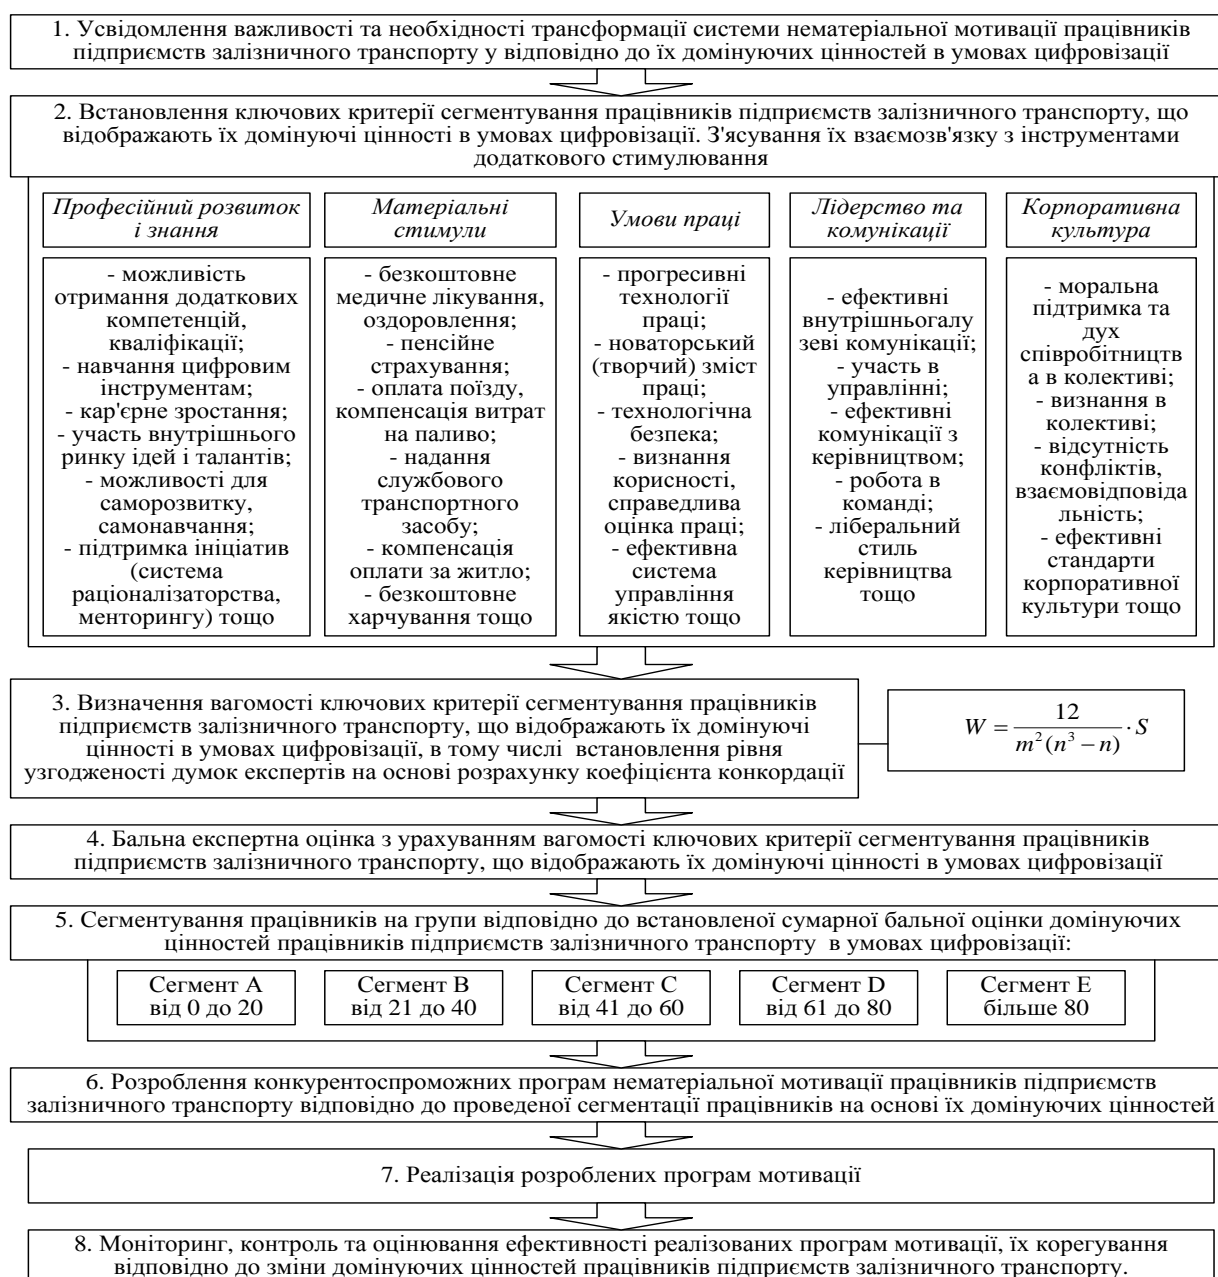 1. Усвідомлення важливості та необхідності трансформації системи нематеріальної мотивації працівників
підприємств залізничного транспорту у відповідно до їх домінуючих цінностей в умовах цифровізації
2. Встановлення ключових критерії сегментування працівників підприємств залізничного транспорту, що
відображають їх домінуючі цінності в умовах цифровізації. З'ясування їх взаємозв'язку з інструментами
додаткового стимулювання
Професійний розвиток
і знання
- можливість
отримання додаткових
компетенцій,
кваліфікації;
- навчання цифровим
інструментам;
- кар'єрне зростання;
- участь внутрішнього
ринку ідей і талантів;
- можливості для
саморозвитку,
самонавчання;
- підтримка ініціатив
(система
раціоналізаторства,
менторингу) тощо
Матеріальні
стимули
- безкоштовне
медичне лікування,
оздоровлення;
- пенсійне
страхування;
- оплата поїзду,
компенсація витрат
на паливо;
- надання
службового
транспортного
засобу;
- компенсація
оплати за житло;
- безкоштовне
харчування тощо
Умови праці
- прогресивні
технології
праці;
- новаторський
(творчий) зміст
праці;
- технологічна
безпека;
- визнання
корисності,
справедлива
оцінка праці;
- ефективна
система
управління
якістю тощо
Лідерство та
комунікації
- ефективні
внутрішньогалу
зеві комунікації;
- участь в
управлінні;
- ефективні
комунікації з
керівництвом;
- робота в
команді;
- ліберальний
стиль
керівництва
тощо
Корпоративна
культура
- моральна
підтримка та
дух
співробітництв
а в колективі;
- визнання в
колективі;
- відсутність
конфліктів,
взаємовідповіда
льність;
- ефективні
стандарти
корпоративної
культури тощо
3. Визначення вагомості ключових критерії сегментування працівників
підприємств залізничного транспорту, що відображають їх домінуючі
цінності в умовах цифровізації, в тому числі встановлення рівня
узгодженості думок експертів на основі розрахунку коефіцієнта конкордації
W = 12 / (m²(n³ − n)) · S
4. Бальна експертна оцінка з урахуванням вагомості ключових критерії сегментування працівників
підприємств залізничного транспорту, що відображають їх домінуючі цінності в умовах цифровізації
5. Сегментування працівників на групи відповідно до встановленої сумарної бальної оцінки домінуючих
цінностей працівників підприємств залізничного транспорту в умовах цифровізації:
Сегмент A
від 0 до 20
Сегмент B
від 21 до 40
Сегмент C
від 41 до 60
Сегмент D
від 61 до 80
Сегмент E
більше 80
6. Розроблення конкурентоспроможних програм нематеріальної мотивації працівників підприємств
залізничного транспорту відповідно до проведеної сегментації працівників на основі їх домінуючих цінностей
7. Реалізація розроблених програм мотивації
8. Моніторинг, контроль та оцінювання ефективності реалізованих програм мотивації, їх корегування
відповідно до зміни домінуючих цінностей працівників підприємств залізничного транспорту.